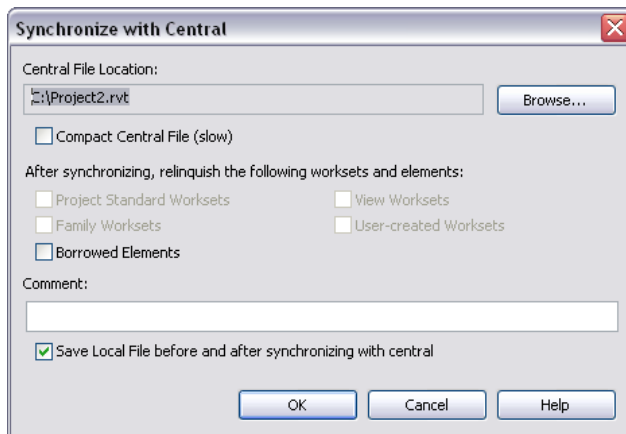 Synchronize with Central
Central File Location:
C:\Project2.rvt
Browse...
Compact Central File (slow)
After synchronizing, relinquish the following worksets and elements:
Project Standard Worksets View Worksets
Family Worksets User-created Worksets
Borrowed Elements
Comment:
Save Local File before and after synchronizing with central
OK Cancel Help